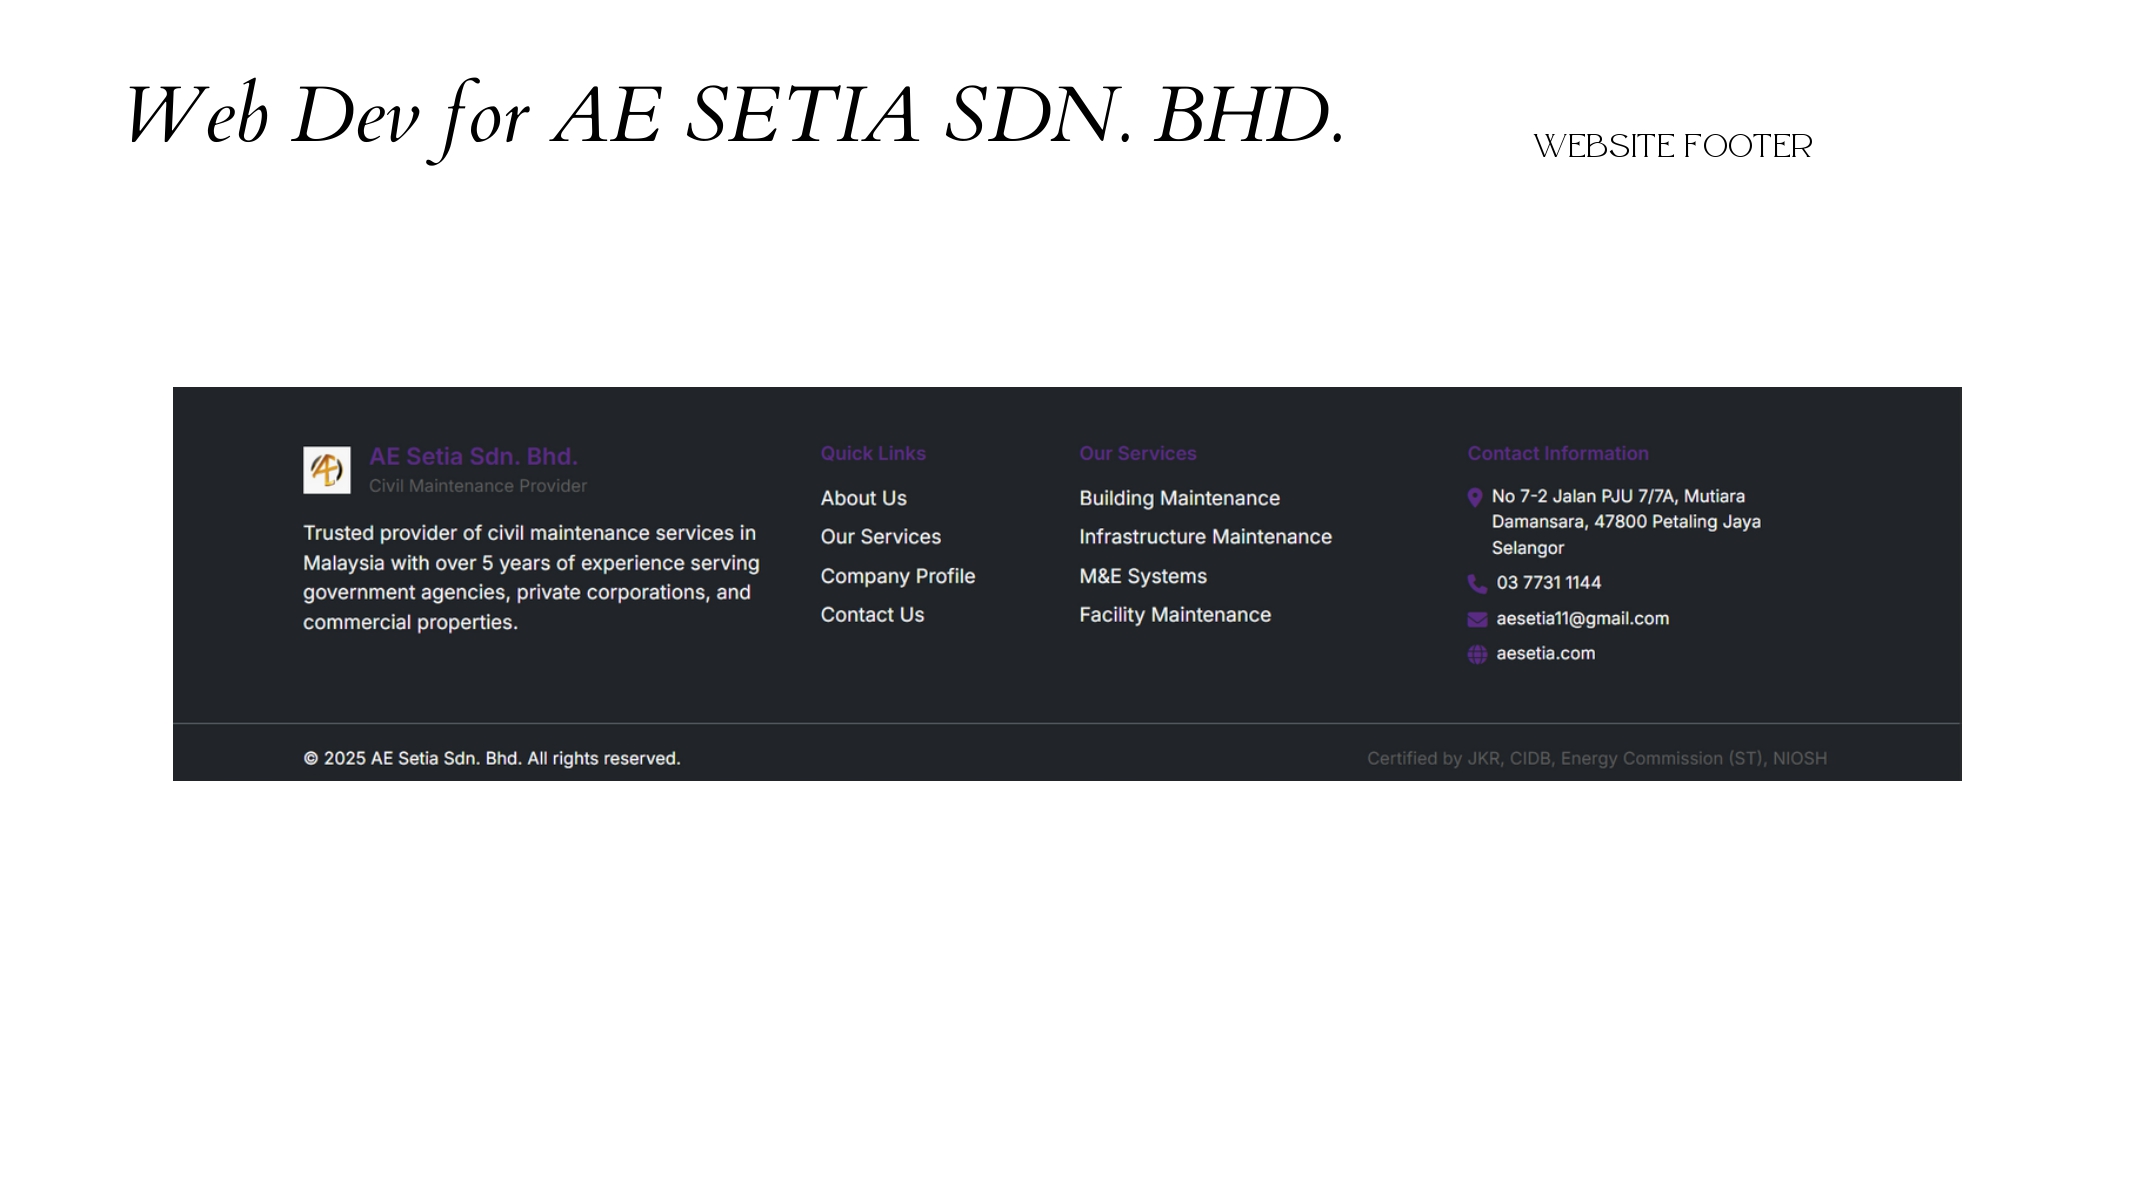 Web Dev for AE SETIA SDN. BHD.
WEBSITE FOOTER
AE Setia Sdn. Bhd.
Civil Maintenance Provider
Trusted provider of civil maintenance services in
Malaysia with over 5 years of experience serving
government agencies, private corporations, and
commercial properties.
Quick Links
About Us
Our Services
Company Profile
Contact Us
Our Services
Building Maintenance
Infrastructure Maintenance
M&E Systems
Facility Maintenance
Contact Information
No 7-2 Jalan PJU 7/7A, Mutiara
Damansara, 47800 Petaling Jaya
Selangor
03 7731 1144
aesetia11@gmail.com
aesetia.com
© 2025 AE Setia Sdn. Bhd. All rights reserved.
Certified by JKR, CIDB, Energy Commission (ST), NIOSH